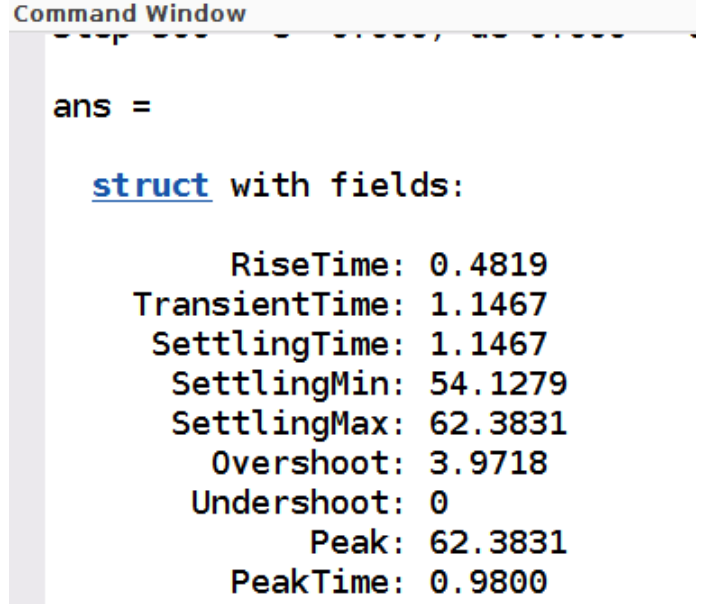 Command Window
ans =
struct with fields:
RiseTime: 0.4819
TransientTime: 1.1467
SettlingTime: 1.1467
SettlingMin: 54.1279
SettlingMax: 62.3831
Overshoot: 3.9718
Undershoot: 0
Peak: 62.3831
PeakTime: 0.9800